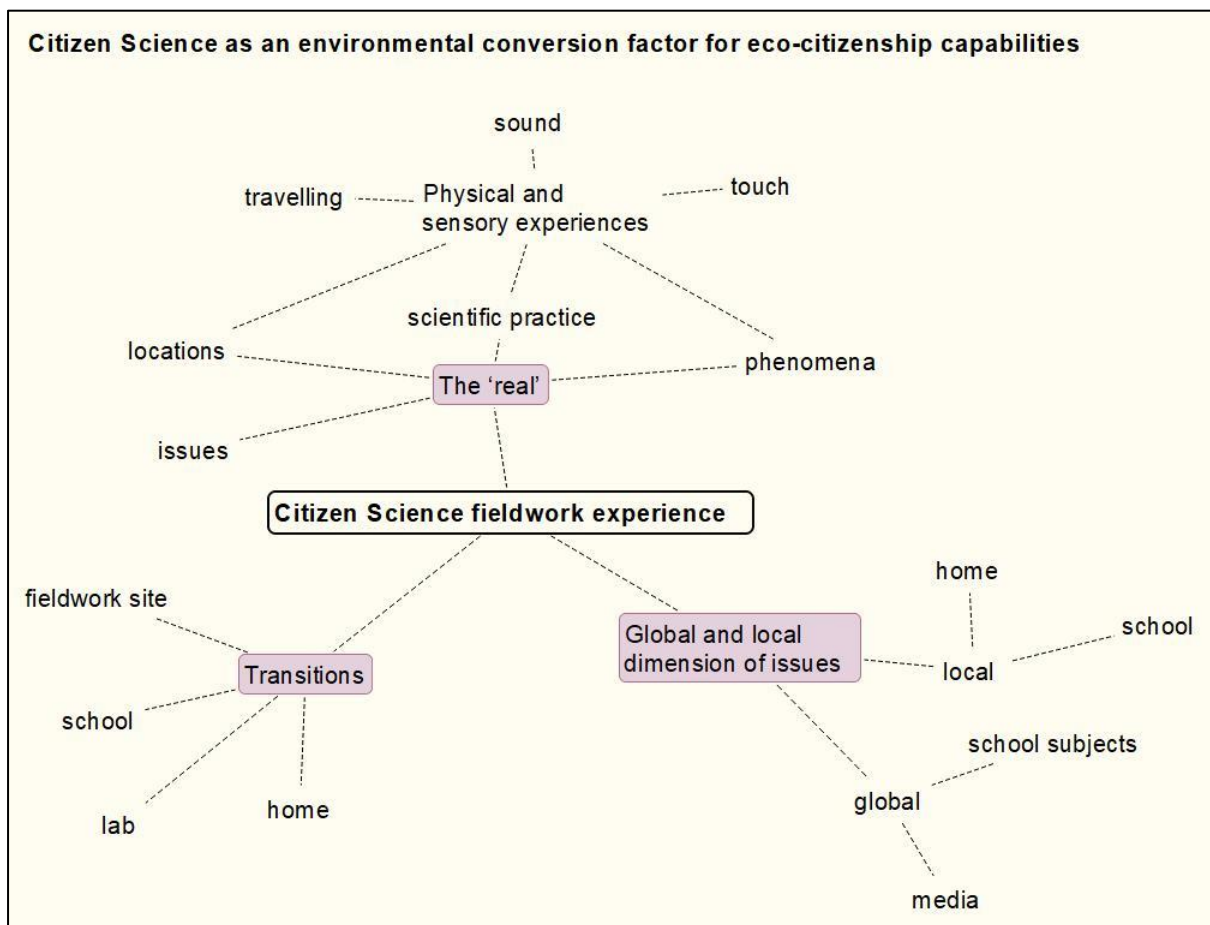 Citizen Science as an environmental conversion factor for eco-citizenship capabilities
sound
travelling
Physical and
sensory experiences
touch
scientific practice
locations
phenomena
The ‘real’
issues
Citizen Science fieldwork experience
home
fieldwork site
school
Global and local
dimension of issues
local
Transitions
school
school subjects
global
home
lab
media